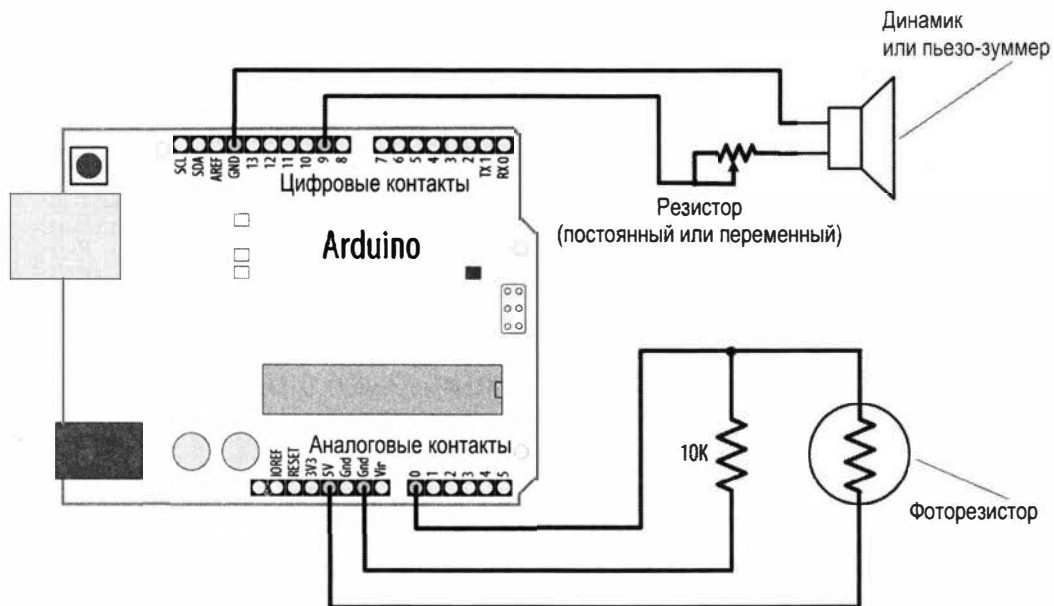 Динамик
или пьезо-зуммер
SCL
SDA
AREF
GND
13
12
11
10
9
8
7
6
5
4
3
2
TX 1
RX 0
Цифровые контакты
Резистор
(постоянный или переменный)
Arduino
Аналоговые контакты
IOREF
RESET
3V3
5V
Gnd
Gnd
Vin
0
1
2
3
4
5
10K
Фоторезистор